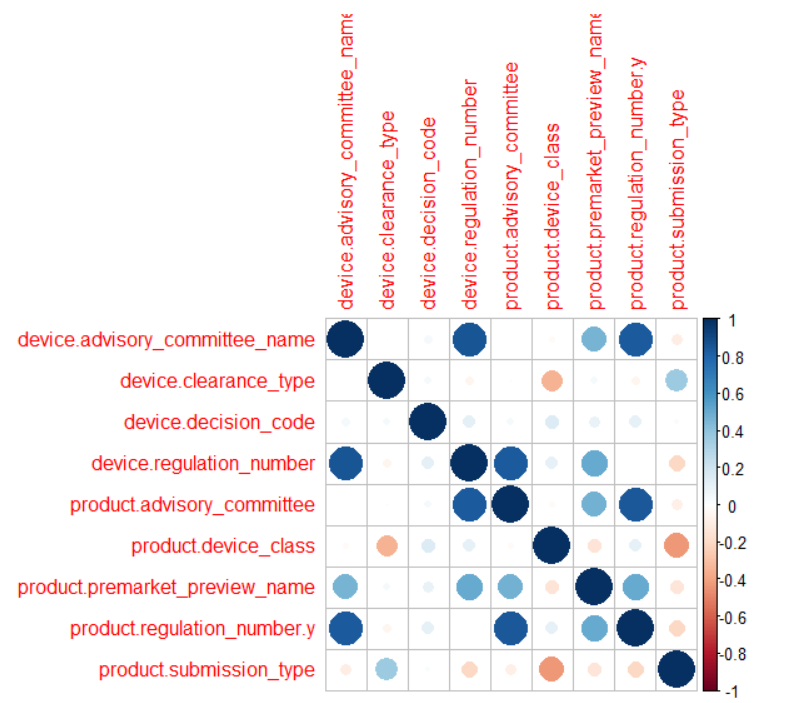 device.advisory_committee_name
device.clearance_type
device.decision_code
device.regulation_number
product.advisory_committee
product.device_class
product.premarket_preview_name
product.regulation_number.y
product.submission_type
device.advisory_committee_name
device.clearance_type
device.decision_code
device.regulation_number
product.advisory_committee
product.device_class
product.premarket_preview_name
product.regulation_number.y
product.submission_type
1
0.8
0.6
0.4
0.2
0
-0.2
-0.4
-0.6
-0.8
-1